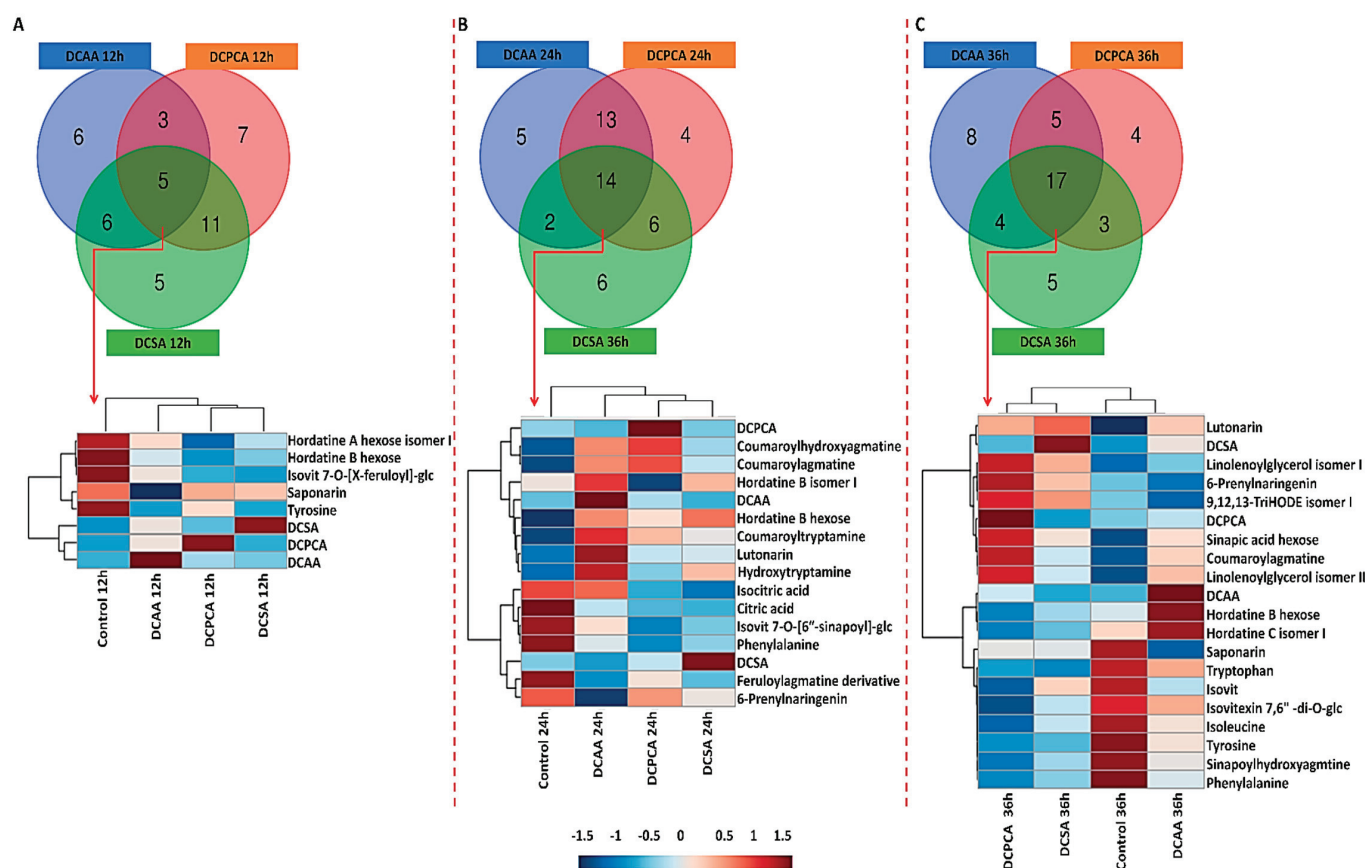 A
DCAA 12h
DCPCA 12h
6
3
7
5
6
11
5
DCSA 12h
Hordatine A hexose isomer I
Hordatine B hexose
Isovit 7-O-[X-feruloyl]-glc
Saponarin
Tyrosine
DCSA
DCPCA
DCAA
Control 12h
DCAA 12h
DCPCA 12h
DCSA 12h
B
DCAA 24h
DCPCA 24h
5
13
4
14
2
6
6
DCSA 36h
DCPCA
Coumaroylhydroxyagmatine
Coumaroylagmatine
Hordatine B isomer I
DCAA
Hordatine B hexose
Coumaroyltryptamine
Lutonarin
Hydroxytryptamine
Isocitric acid
Citric acid
Isovit 7-O-[6”-sinapoyl]-glc
Phenylalanine
DCSA
Feruloylagmatine derivative
6-Prenylnaringenin
Control 24h
DCAA 24h
DCPCA 24h
DCSA 24h
C
DCAA 36h
DCPCA 36h
8
5
4
17
4
3
5
DCSA 36h
Lutonarin
DCSA
Linolenoylglycerol isomer I
6-Prenylnaringenin
9,12,13-TriHODE isomer I
DCPCA
Sinapic acid hexose
Coumaroylagmatine
Linolenoylglycerol isomer II
DCAA
Hordatine B hexose
Hordatine C isomer I
Saponarin
Tryptophan
Isovit
Isovitexin 7,6" -di-O-glc
Isoleucine
Tyrosine
Sinapoylhydroxyagmtine
Phenylalanine
DCPCA 36h
DCSA 36h
Control 36h
DCAA 36h
-1.5 -1 -0.5 0 0.5 1 1.5